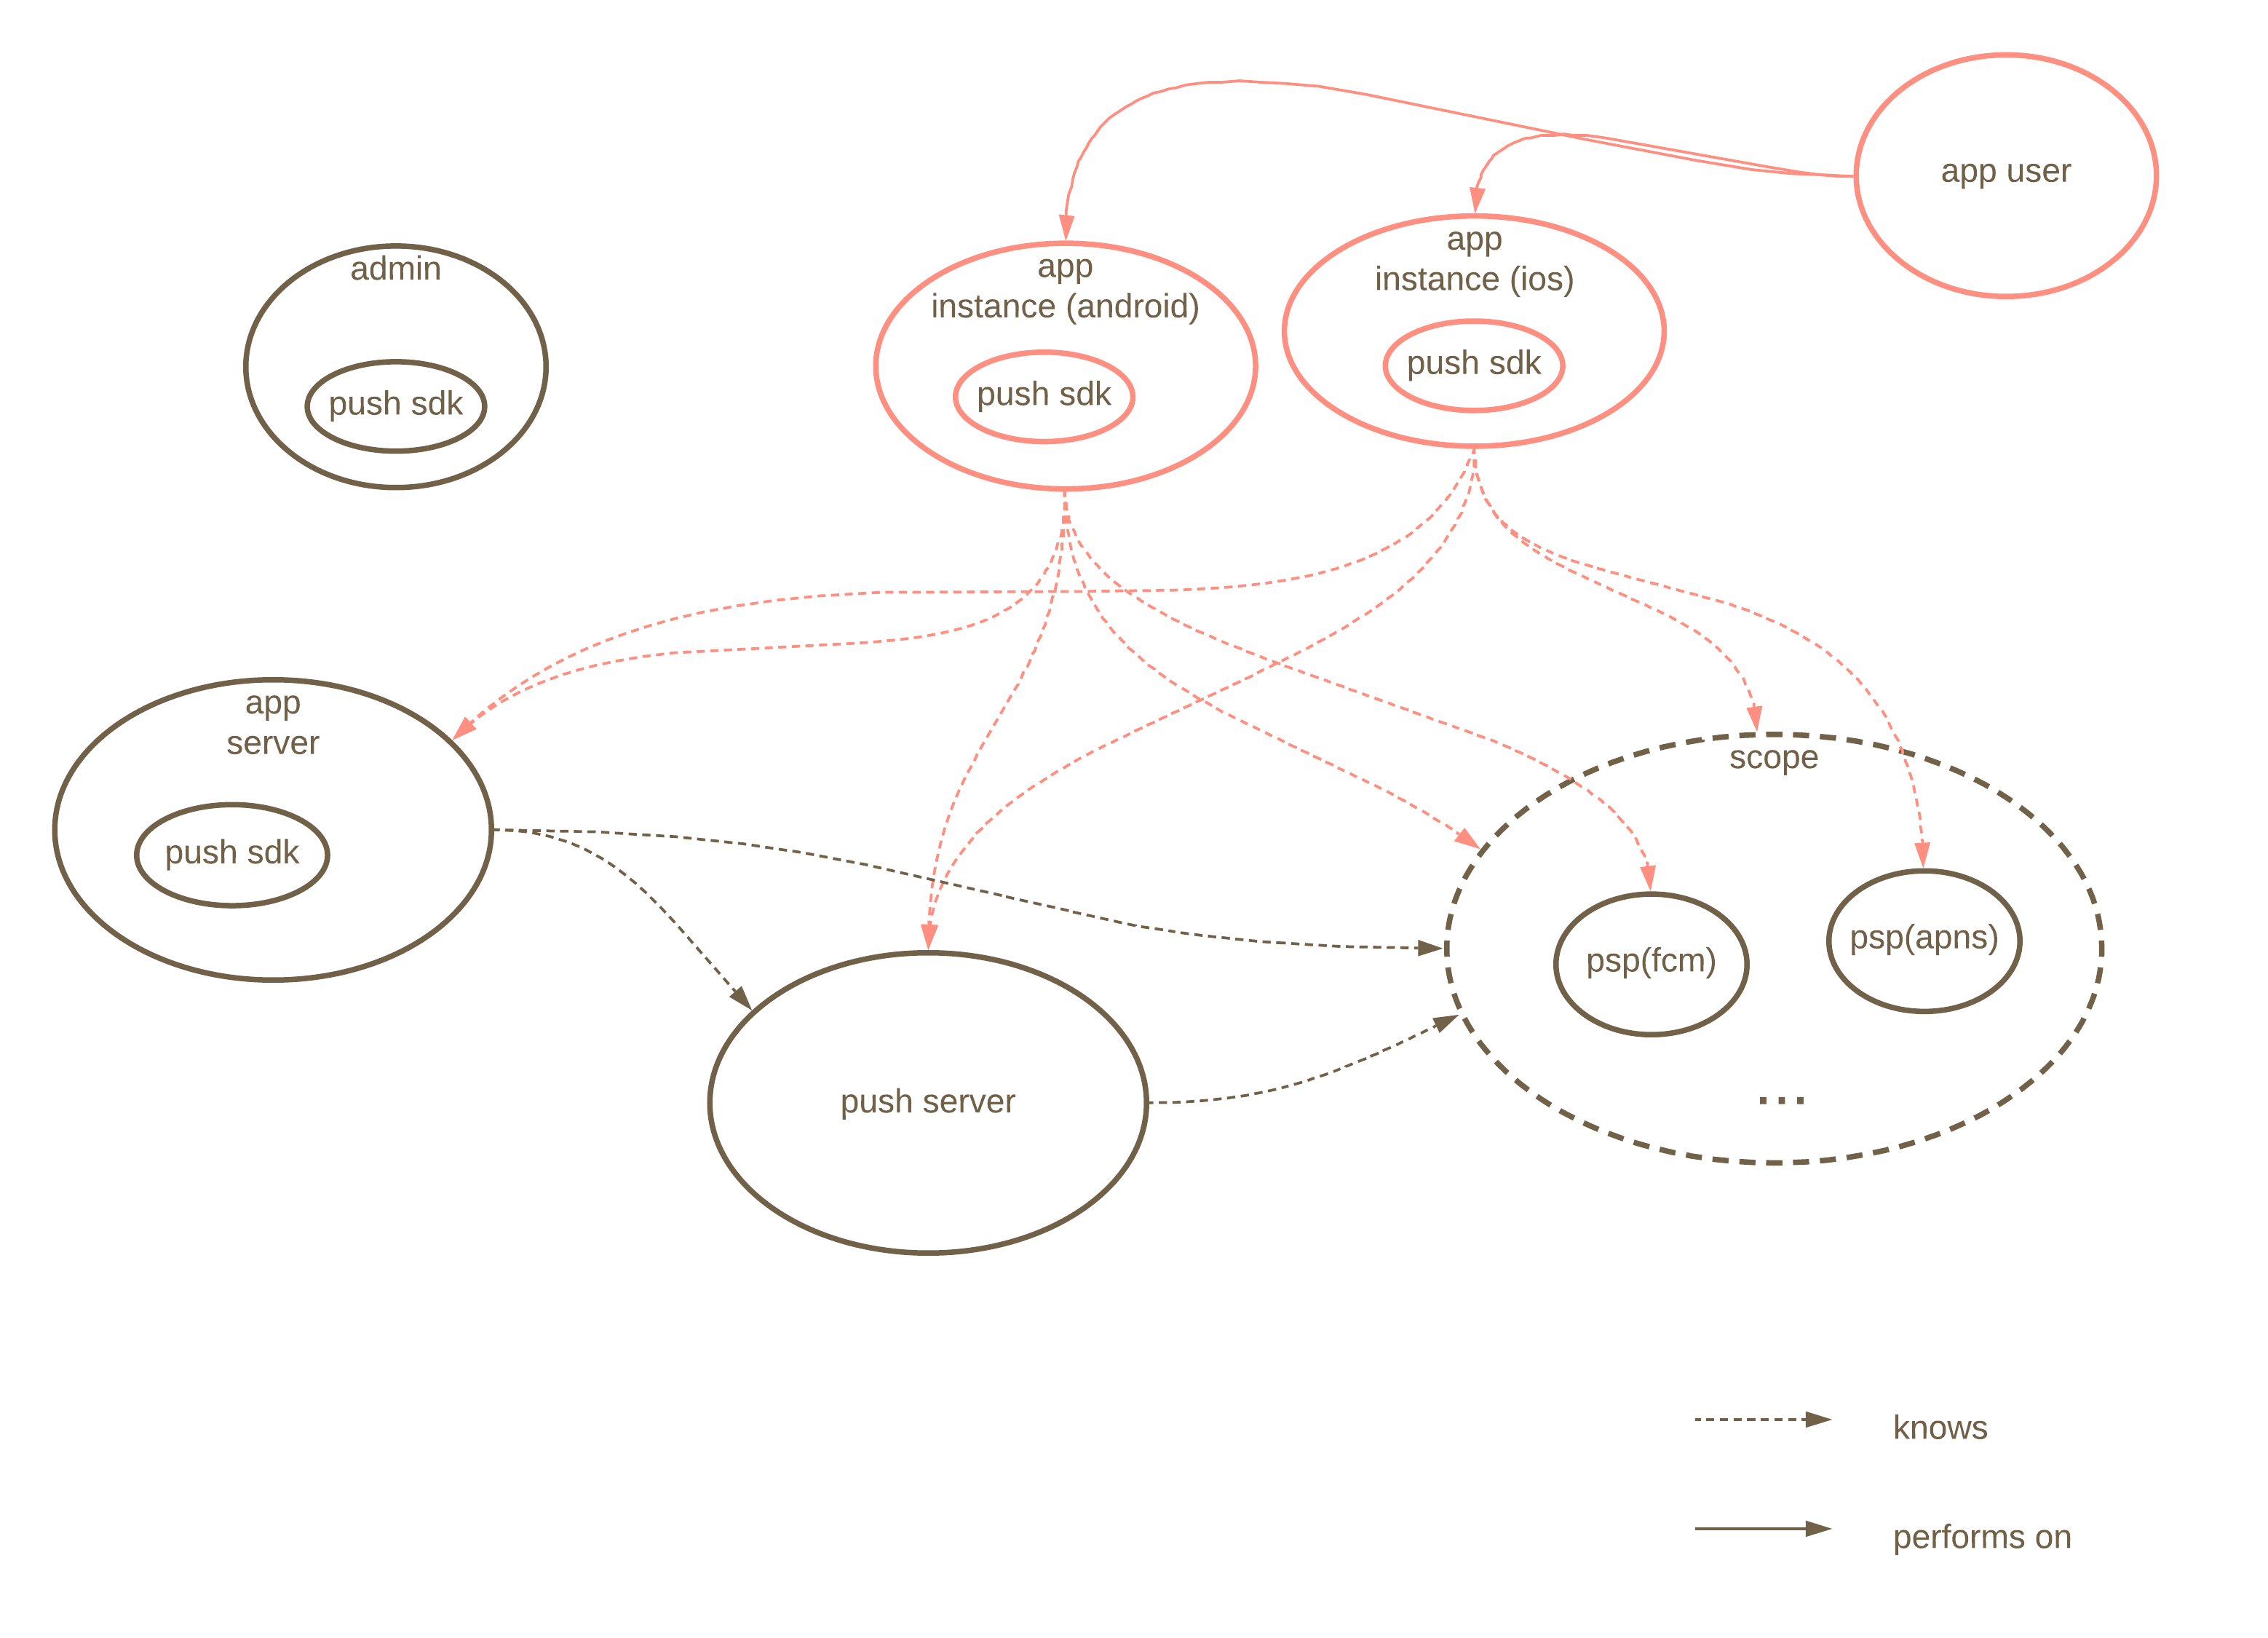 app user
app
instance (ios)
push sdk
app
instance (android)
push sdk
admin
push sdk
app
server
push sdk
scope
psp(fcm)
psp(apns)
...
push server
knows
performs on